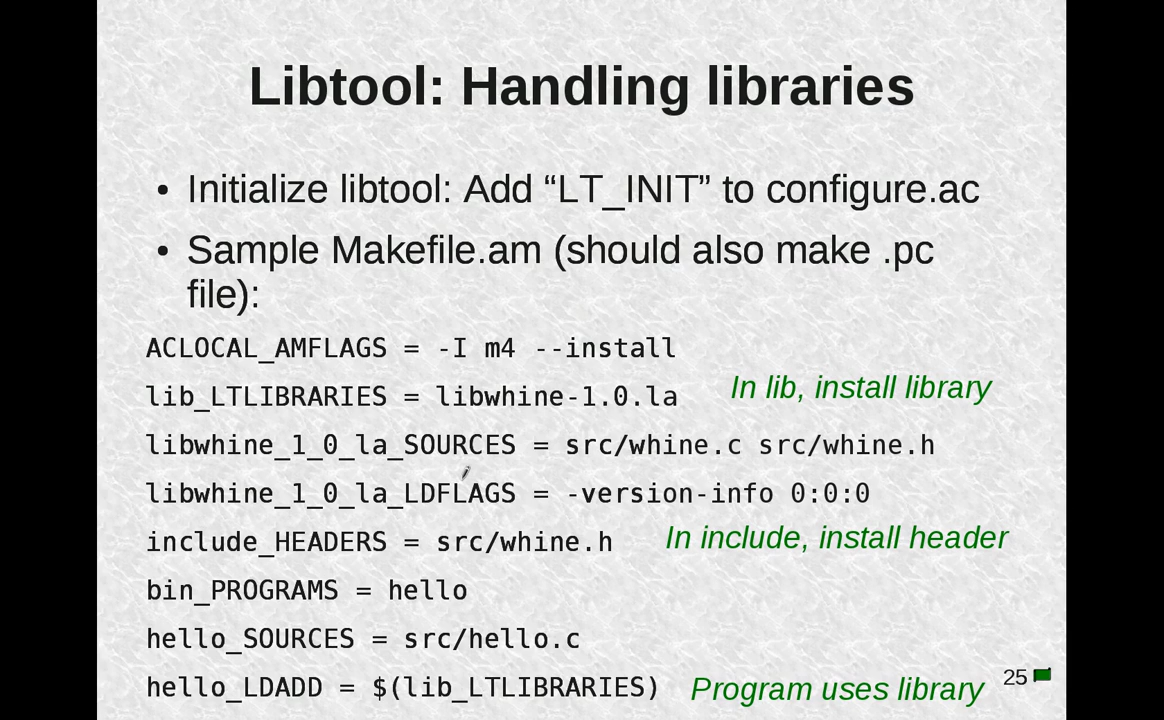 Libtool: Handling libraries
• Initialize libtool: Add “LT_INIT” to configure.ac
• Sample Makefile.am (should also make .pc
file):
ACLOCAL_AMFLAGS = -I m4 --install
lib_LTLIBRARIES = libwhine-1.0.la
In lib, install library
libwhine_1_0_la_SOURCES = src/whine.c src/whine.h
libwhine_1_0_la_LDFLAGS = -version-info 0:0:0
include_HEADERS = src/whine.h
In include, install header
bin_PROGRAMS = hello
hello_SOURCES = src/hello.c
hello_LDADD = $(lib_LTLIBRARIES)
Program uses library
25